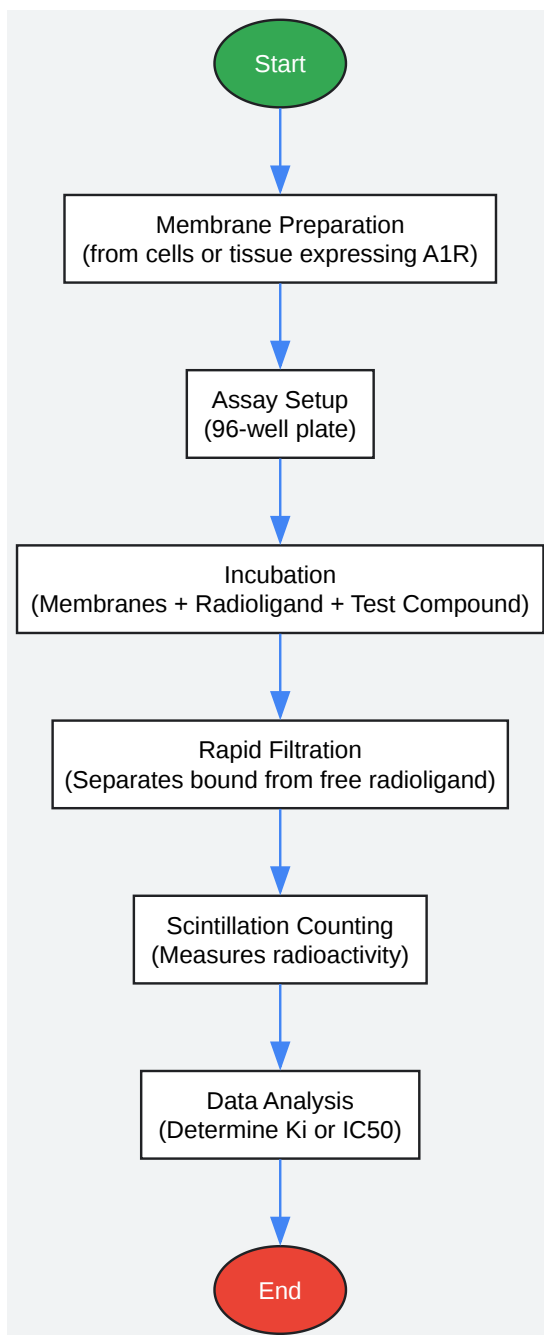 Start
Membrane Preparation
(from cells or tissue expressing A1R)
Assay Setup
(96-well plate)
Incubation
(Membranes + Radioligand + Test Compound)
Rapid Filtration
(Separates bound from free radioligand)
Scintillation Counting
(Measures radioactivity)
Data Analysis
(Determine Ki or IC50)
End